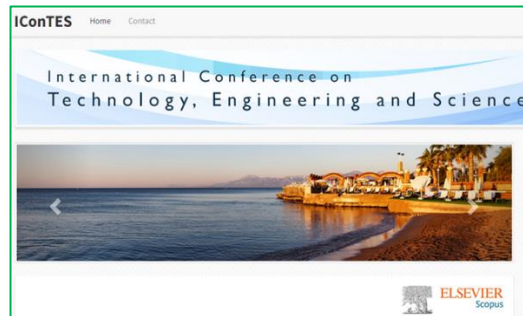 IConTES Home Contact
International Conference on
Technology, Engineering and Science
ELSEVIER
Scopus